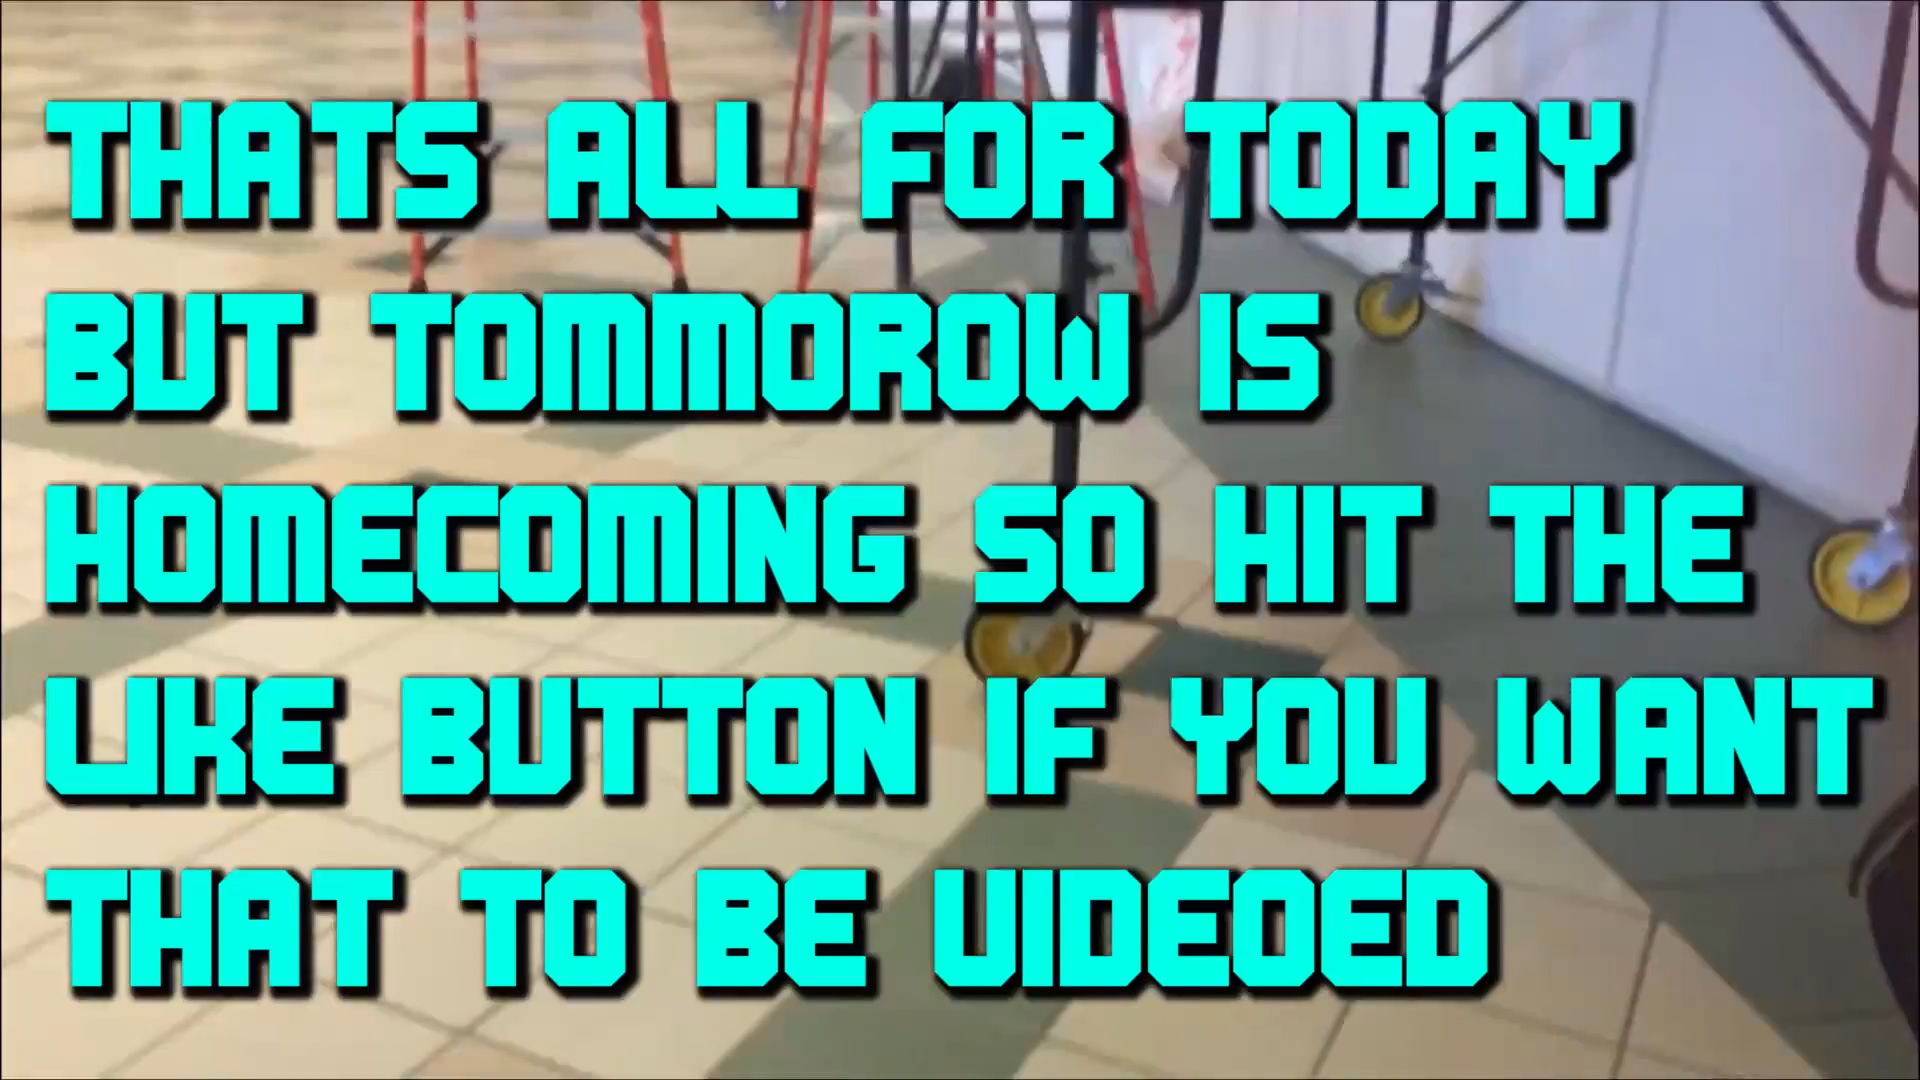 THATS ALL FOR TODAY
BUT TOMMOROW IS
HOMECOMING SO HIT THE
LIKE BUTTON IF YOU WANT
THAT TO BE VIDEOED